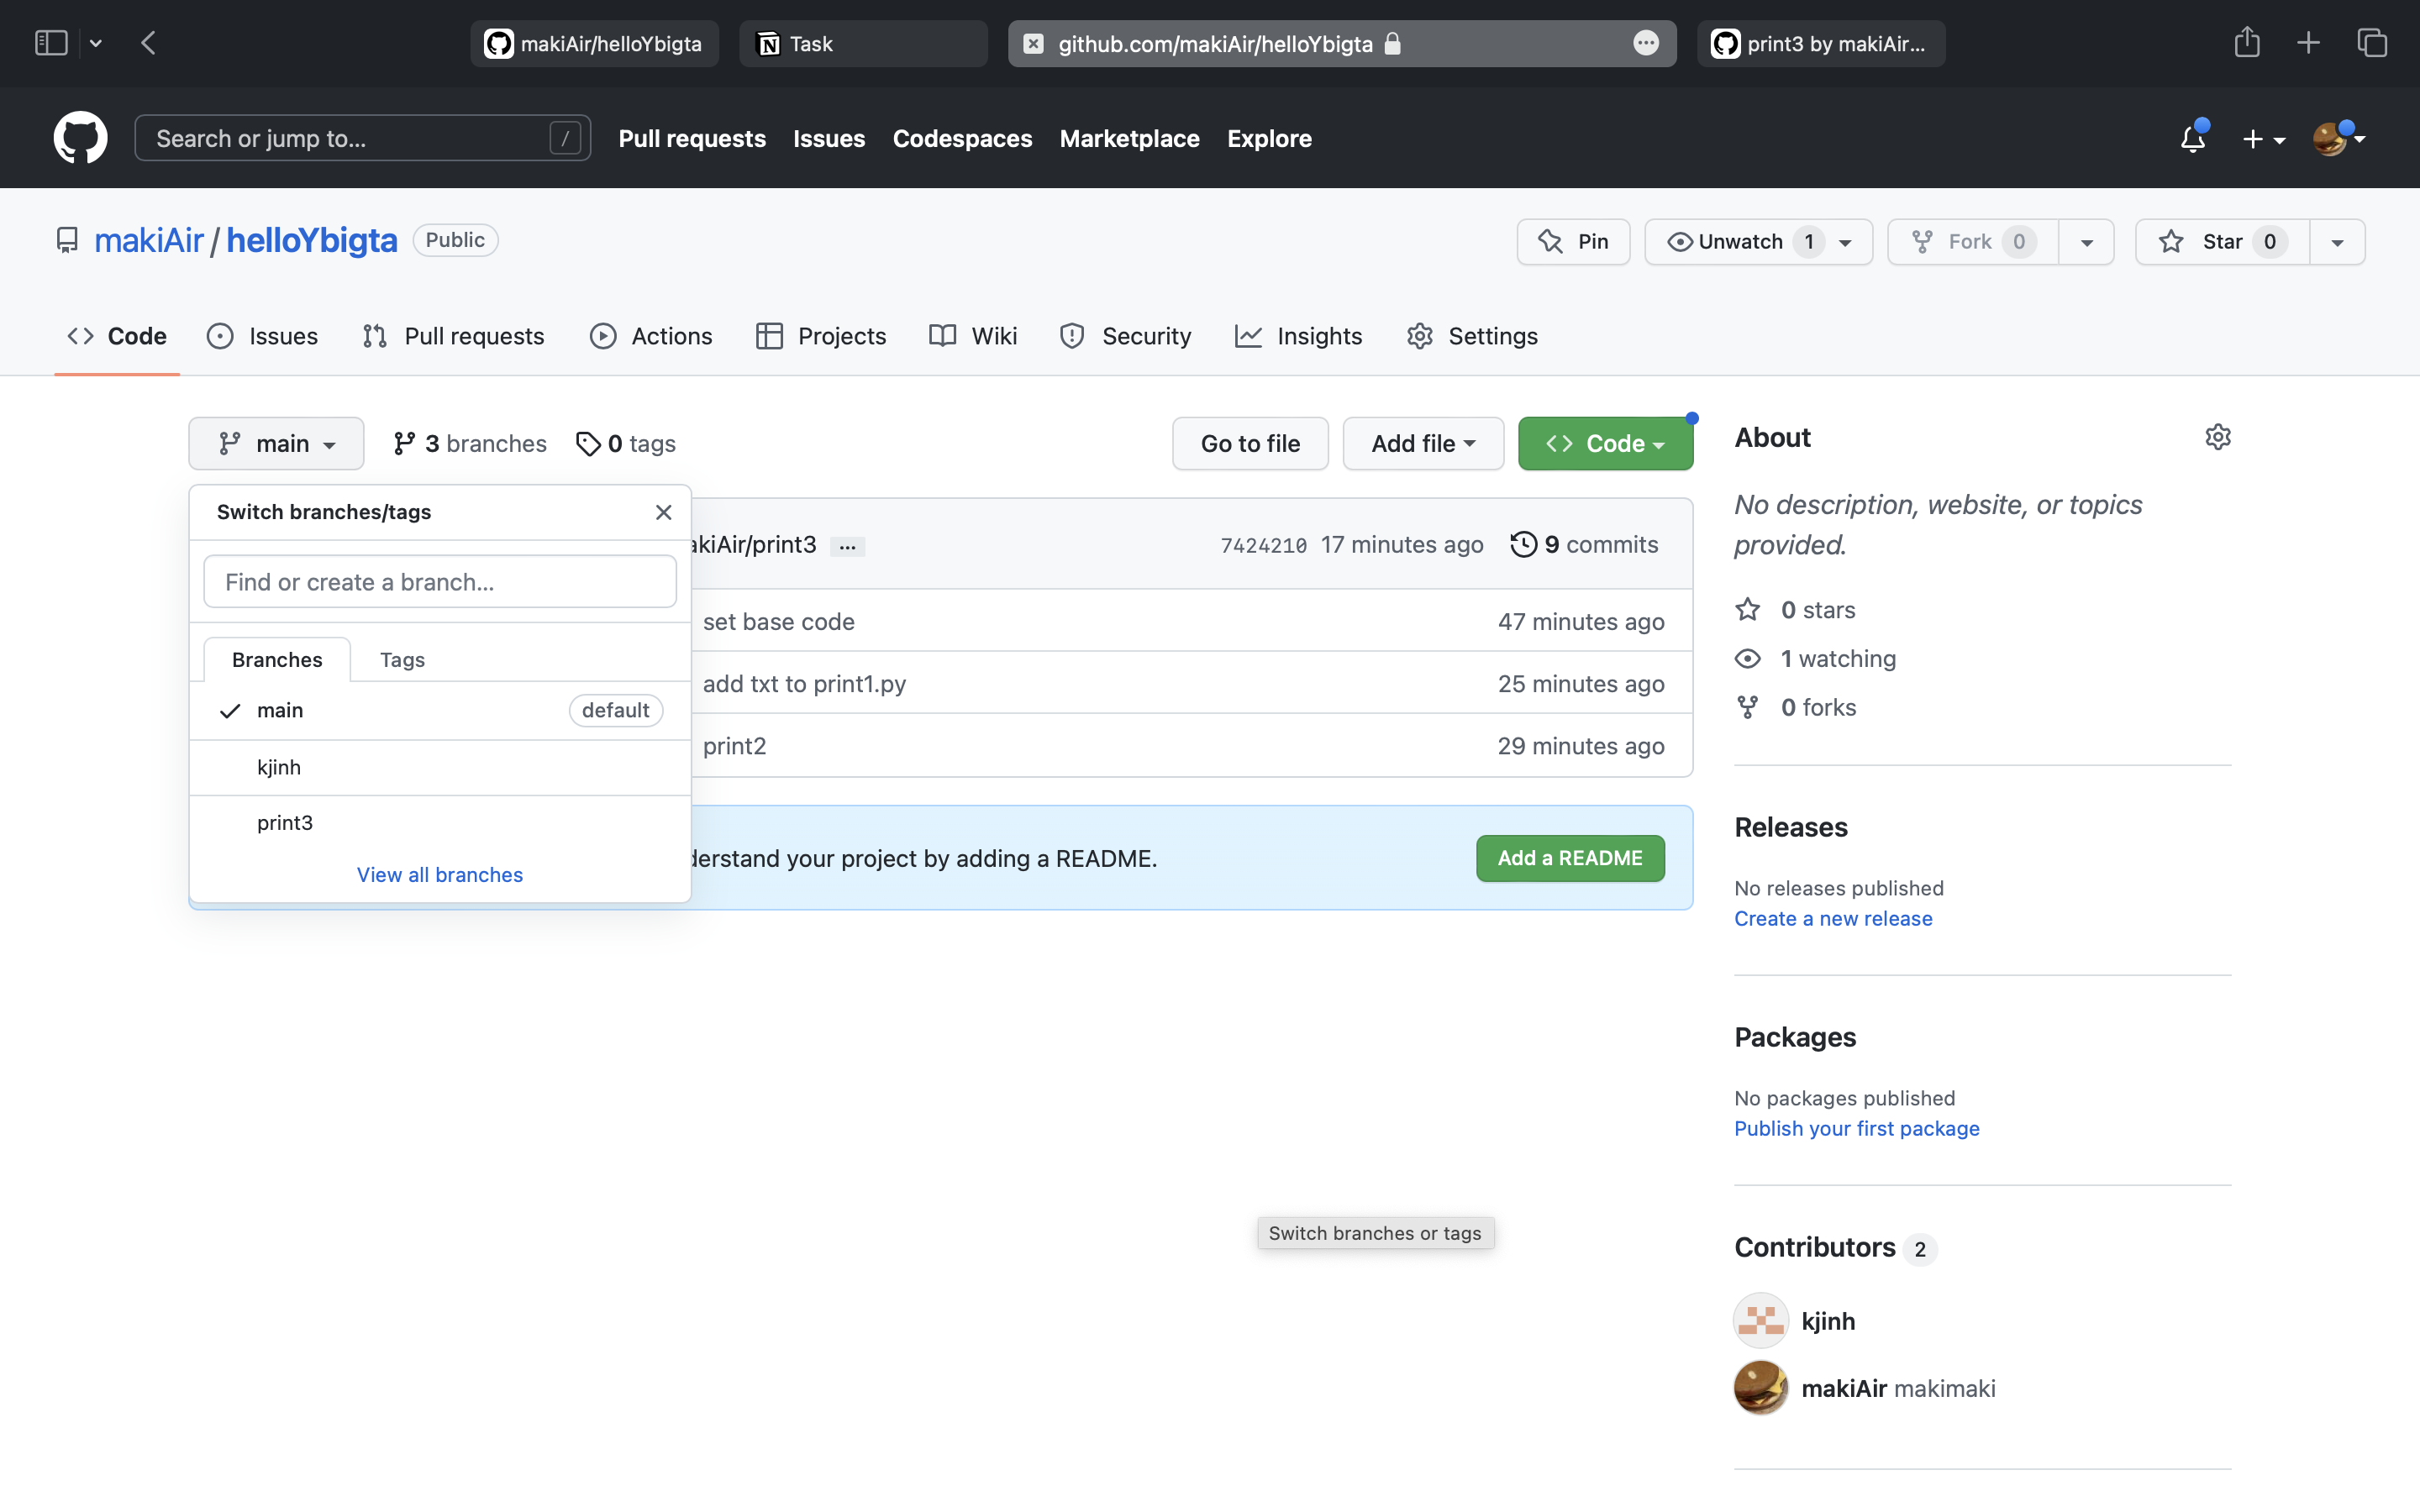 makiAir/helloYbigta
Task
github.com/makiAir/helloYbigta
print3 by makiAir...
Search or jump to...
/
Pull requests
Issues
Codespaces
Marketplace
Explore
makiAir / helloYbigta
Public
Pin
Unwatch 1
Fork 0
Star 0
Code
Issues
Pull requests
Actions
Projects
Wiki
Security
Insights
Settings
main
3 branches
0 tags
Go to file
Add file
Code
Switch branches/tags
Find or create a branch...
Branches
Tags
main
default
kjinh
print3
View all branches
/print3
...
7424210 17 minutes ago
9 commits
set base code
47 minutes ago
add txt to print1.py
25 minutes ago
print2
29 minutes ago
your project by adding a README.
Add a README
About
No description, website, or topics
provided.
0 stars
1 watching
0 forks
Releases
No releases published
Create a new release
Packages
No packages published
Publish your first package
Switch branches or tags
Contributors 2
kjinh
makiAir makimaki